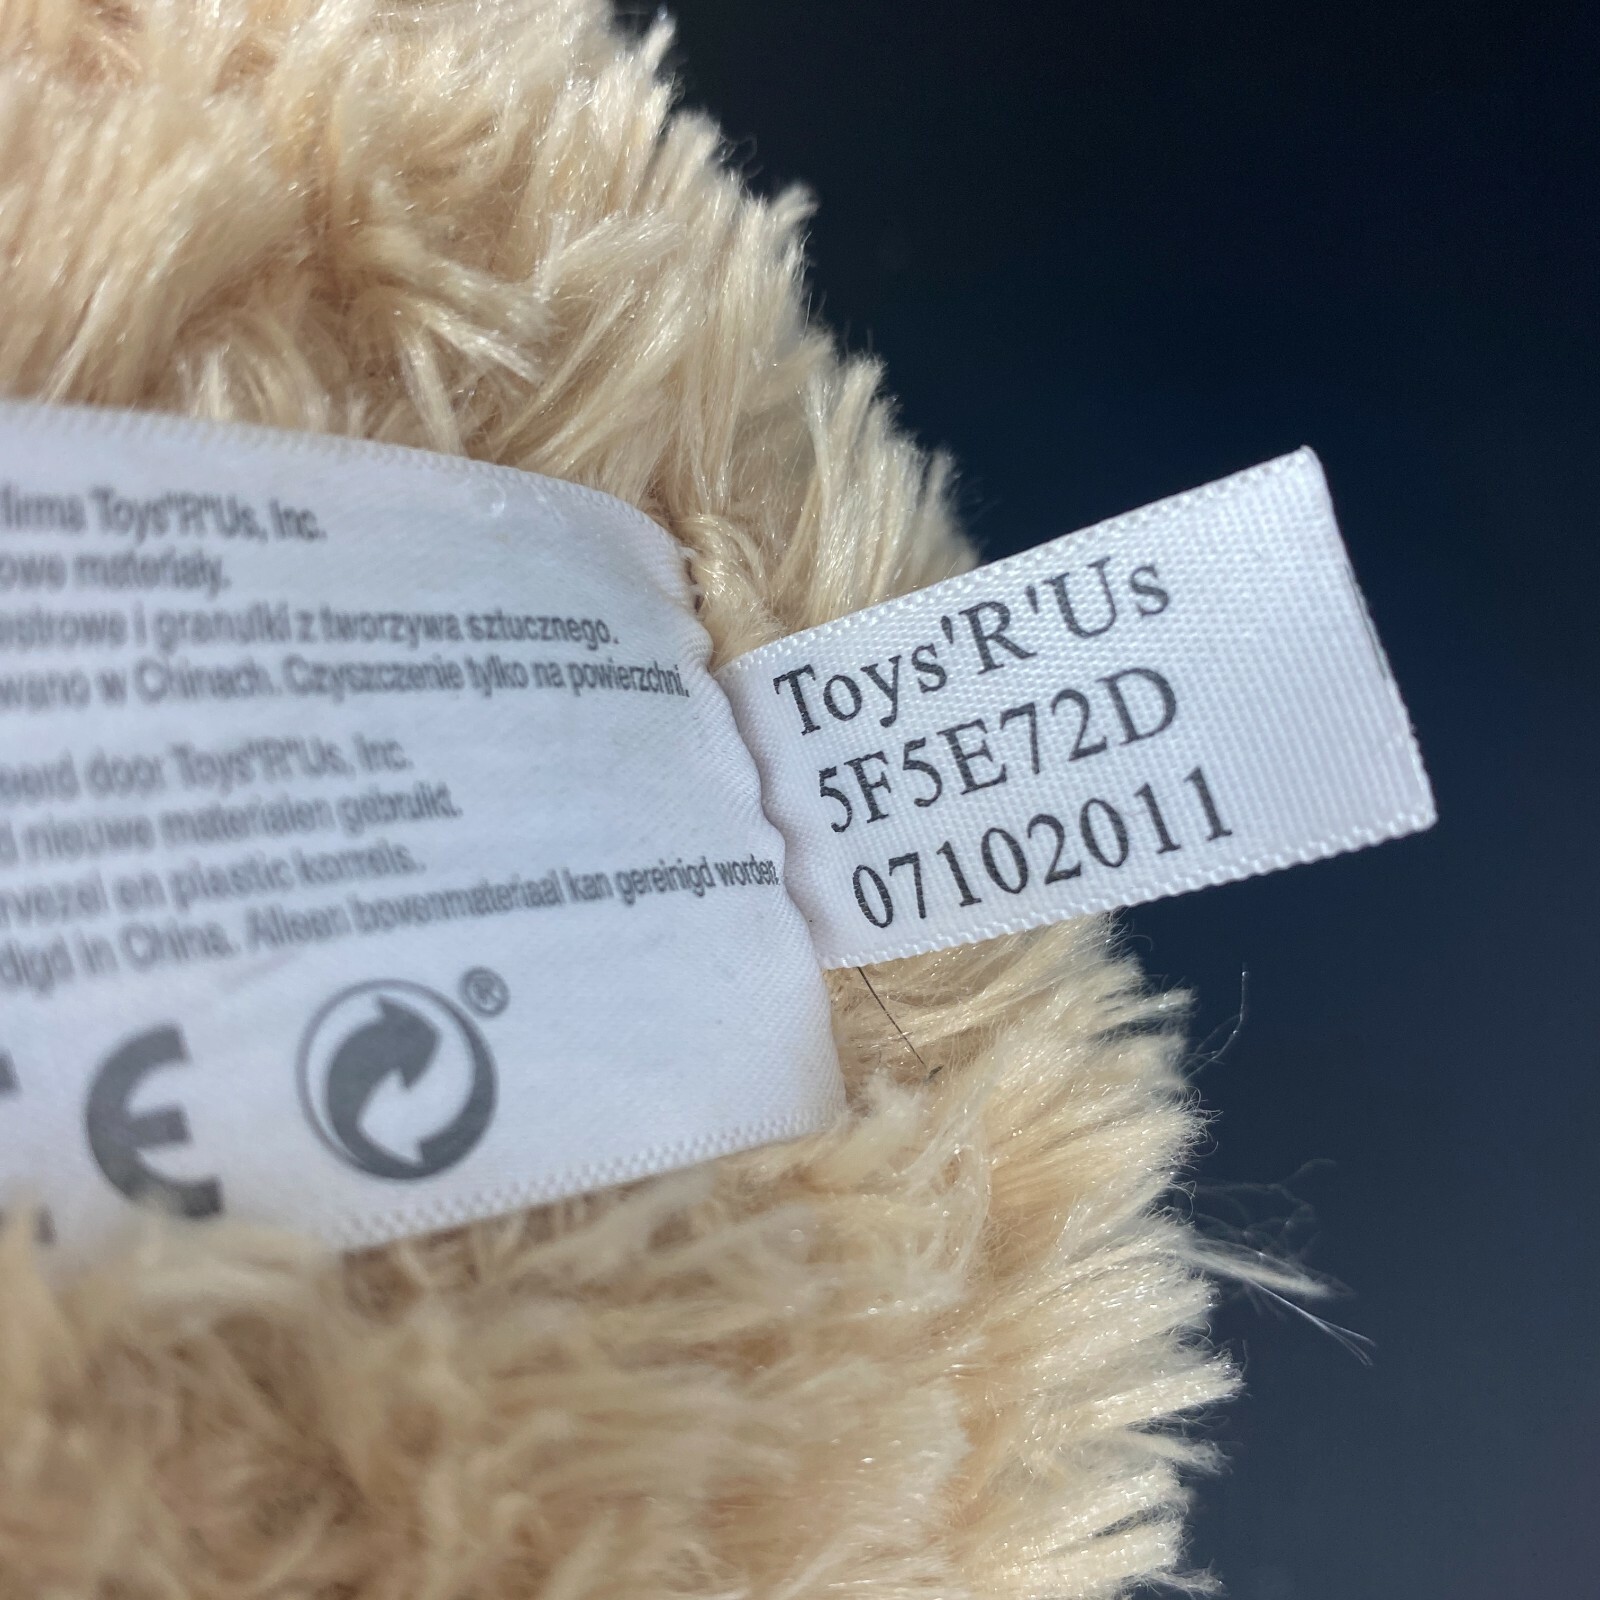 firma Toys"R"Us, Inc.
owe materiały.
estrowe i granulki z tworzywa sztucznego.
wano w Chinach. Czyszczenie tylko na powierzchni.
eerd door Toys"R"Us, Inc.
d nieuwe materialen gebruikt.
rvezel en plastic korrels.
digd in China. Alleen bovenmateriaal kan gereinigd worden.
CE
®
Toys'R'Us
5F5E72D
07102011